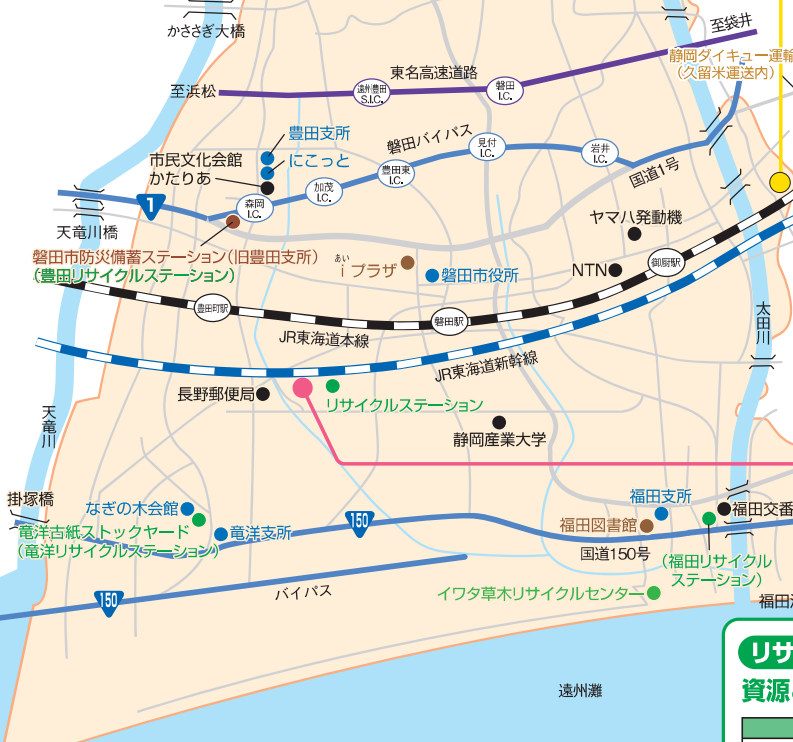 かささぎ大橋
至袋井
静岡ダイキュー運輸
（久留米運送内）
東名高速道路
至浜松
遠州豊田
S.I.C.
磐田
I.C.
豊田支所
磐田バイパス
見付
I.C.
岩井
I.C.
市民文化会館
かたりあ
にこっと
豊田東
I.C.
加茂
I.C.
国道1号
森岡
I.C.
1
ヤマハ発動機
天竜川橋
磐田市防災備蓄ステーション（旧豊田支所）
（豊田リサイクルステーション）
あい
iプラザ
磐田市役所
NTN
御厨駅
豊田町駅
磐田駅
太田川
JR東海道本線
JR東海道新幹線
長野郵便局
リサイクルステーション
天竜川
静岡産業大学
掛塚橋
なぎの木会館
竜洋古紙ストックヤード
（竜洋リサイクルステーション）
竜洋支所
150
福田支所
福田図書館
福田交番
国道150号
（福田リサイクル
ステーション）
150
バイパス
イワタ草木リサイクルセンター
福田
遠州灘
リサ
資源